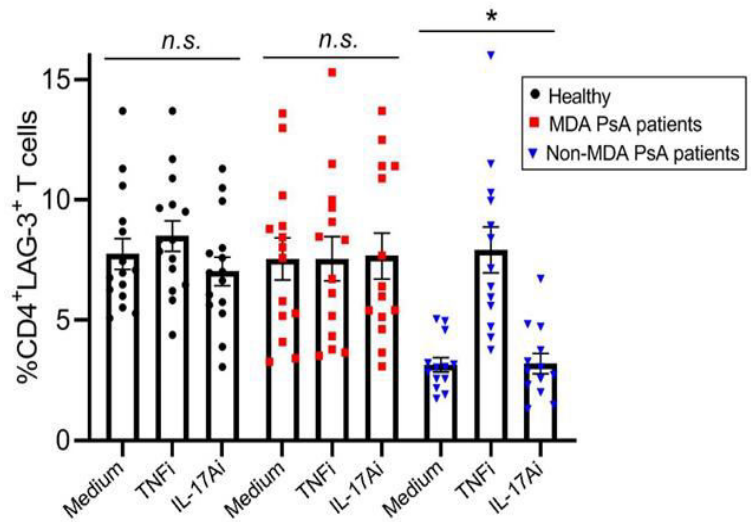 n.s.
n.s.
*
%CD4⁺LAG-3⁺ T cells
15
10
5
0
Healthy
MDA PsA patients
Non-MDA PsA patients
Medium
TNFi
IL-17Ai
Medium
TNFi
IL-17Ai
Medium
TNFi
IL-17Ai